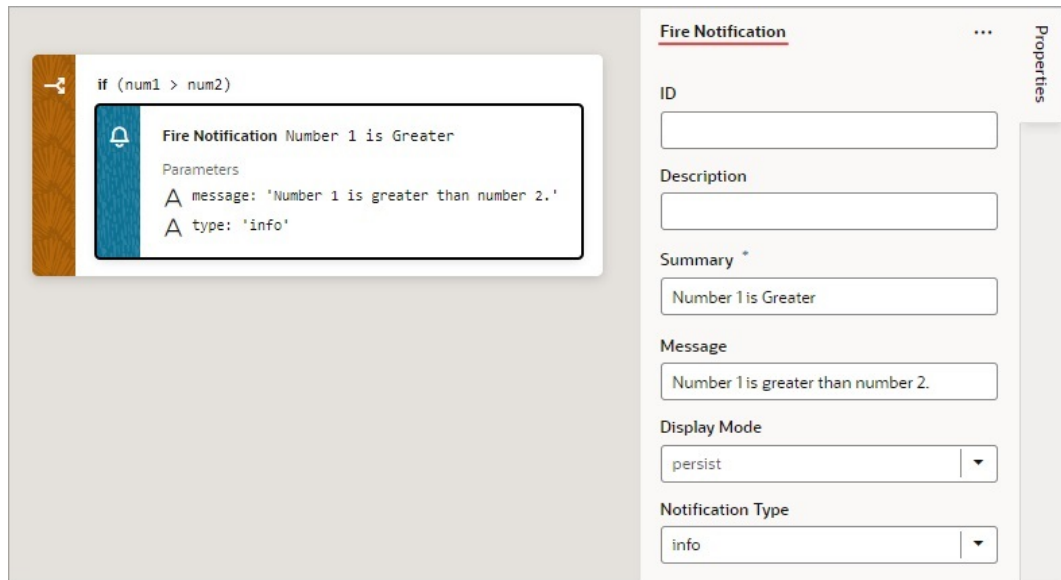 if (num1 > num2)
Fire Notification Number 1 is Greater
Parameters
A message: 'Number 1 is greater than number 2.'
A type: 'info'
Fire Notification
Properties
ID
Description
Summary *
Number 1 is Greater
Message
Number 1 is greater than number 2.
Display Mode
persist
Notification Type
info